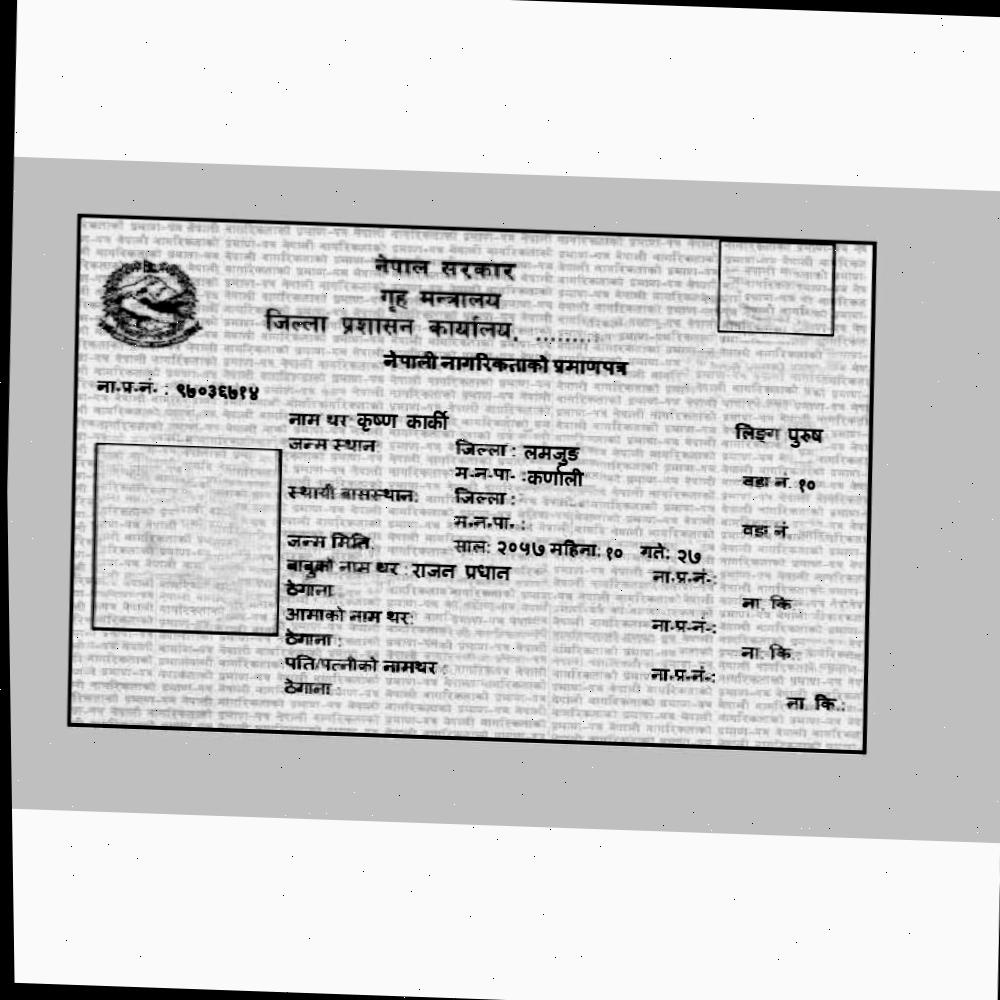 नेपाल सरकार
गृह मन्त्रालय
जिल्ला प्रशासन कार्यालय, ........
नेपाली नागरिकताको प्रमाणपत्र
ना.प्र.नं. : ९७०३६७१४
नाम थर कृष्ण कार्की लिङ्ग पुरुष
जन्म स्थान: जिल्ला : लमजुङ
म.न.पा. : कर्णाली वडा नं. १०
स्थायी बासस्थान: जिल्ला :
म.न.पा. : वडा नं.
जन्म मिति: साल: २०५७ महिना: १० गते: २७
बाबुको नाम थर : राजन प्रधान ना.प्र.नं.:
ठेगाना ना. कि.:
आमाको नाम थर: ना.प्र.नं.:
ठेगाना : ना. कि.:
पति/पत्नीको नामथर : ना.प्र.नं.:
ठेगाना : ना. कि.: